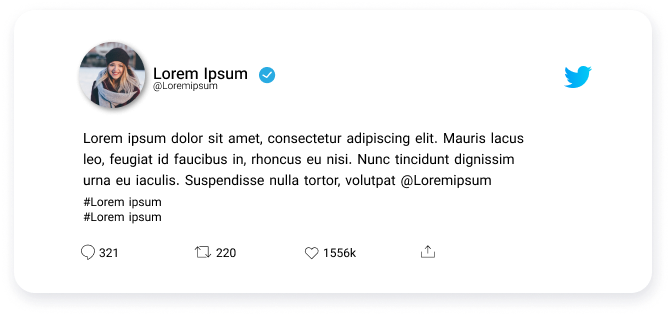 Lorem Ipsum
@Loremipsum
Lorem ipsum dolor sit amet, consectetur adipiscing elit. Mauris lacus
leo, feugiat id faucibus in, rhoncus eu nisi. Nunc tincidunt dignissim
urna eu iaculis. Suspendisse nulla tortor, volutpat @Loremipsum
#Lorem ipsum
#Lorem ipsum
321 220 1556k